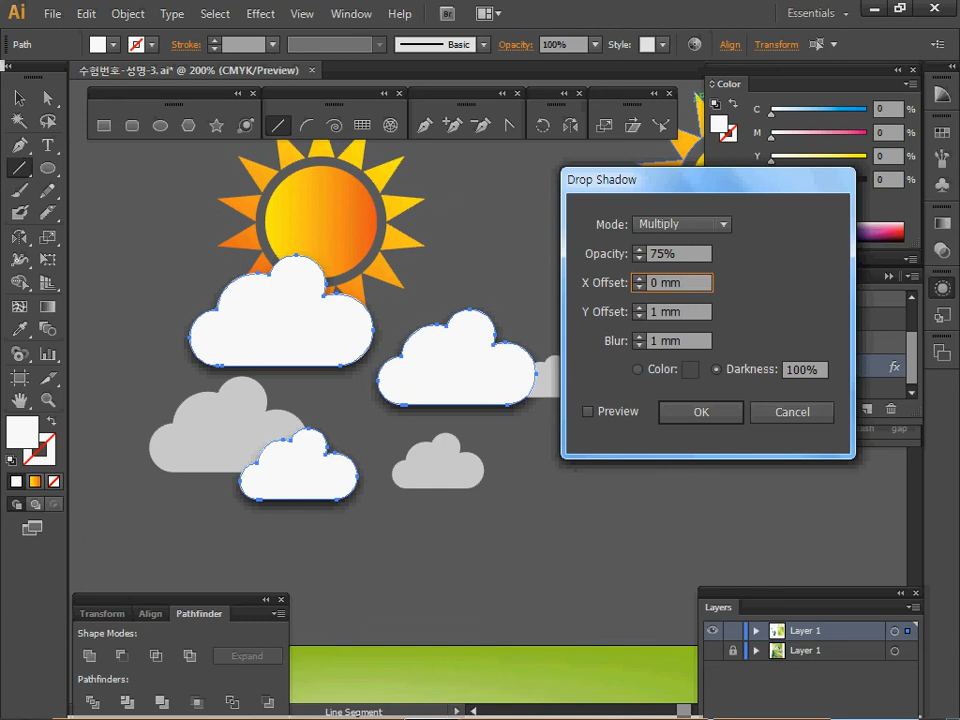 Ai File Edit Object Type Select Effect View Window Help Br Essentials
Path Stroke: Basic Opacity: 100% Style: Align Transform
수험번호-성명-3.ai* @ 200% (CMYK/Preview) ×
Color
C 0 %
M 0 %
Y 0 %
0 %
Drop Shadow
Mode: Multiply
Opacity: 75%
X Offset: 0 mm
Y Offset: 1 mm
Blur: 1 mm
Color: Darkness: 100%
Preview OK Cancel
fx
gap
Transform Align Pathfinder
Shape Modes:
Expand
Pathfinders:
Layers
Layer 1
Layer 1
Line Segment